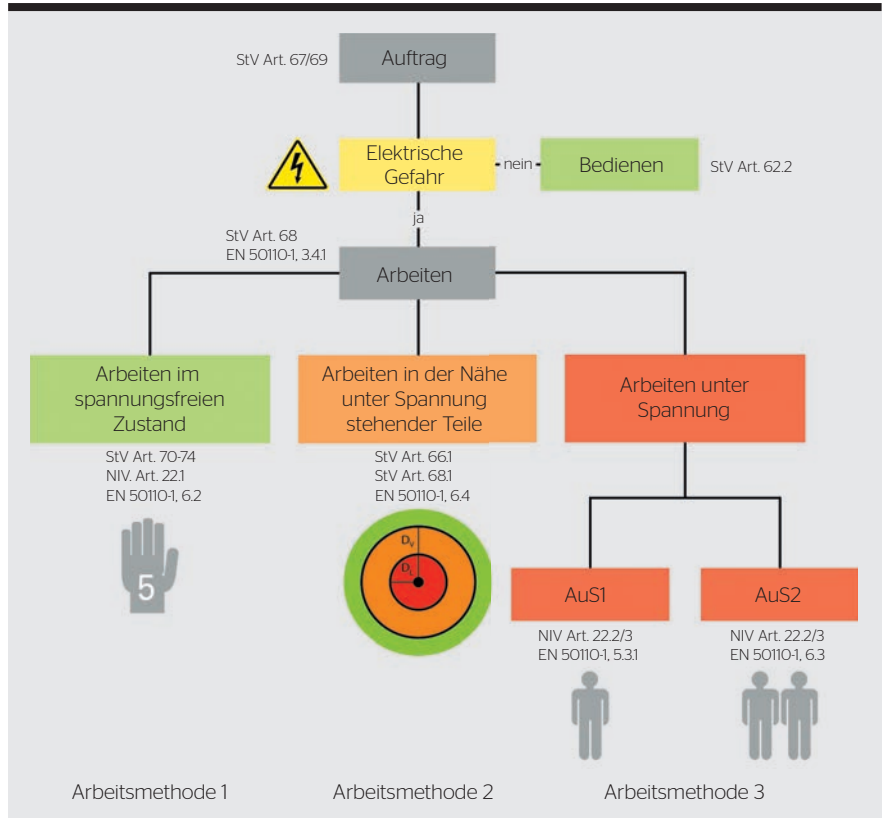 StV Art. 67/69
Auftrag
Elektrische
Gefahr
nein
Bedienen
StV Art. 62.2
ja
StV Art. 68
EN 50110-1, 3.4.1
Arbeiten
Arbeiten im
spannungsfreien
Zustand
Arbeiten in der Nähe
unter Spannung
stehender Teile
Arbeiten unter
Spannung
StV Art. 70-74
NIV. Art. 22.1
EN 50110-1, 6.2
StV Art. 66.1
StV Art. 68.1
EN 50110-1, 6.4
5
DV
DL
AuS1
AuS2
NIV Art. 22.2/3
EN 50110-1, 5.3.1
NIV Art. 22.2/3
EN 50110-1, 6.3
Arbeitsmethode 1
Arbeitsmethode 2
Arbeitsmethode 3